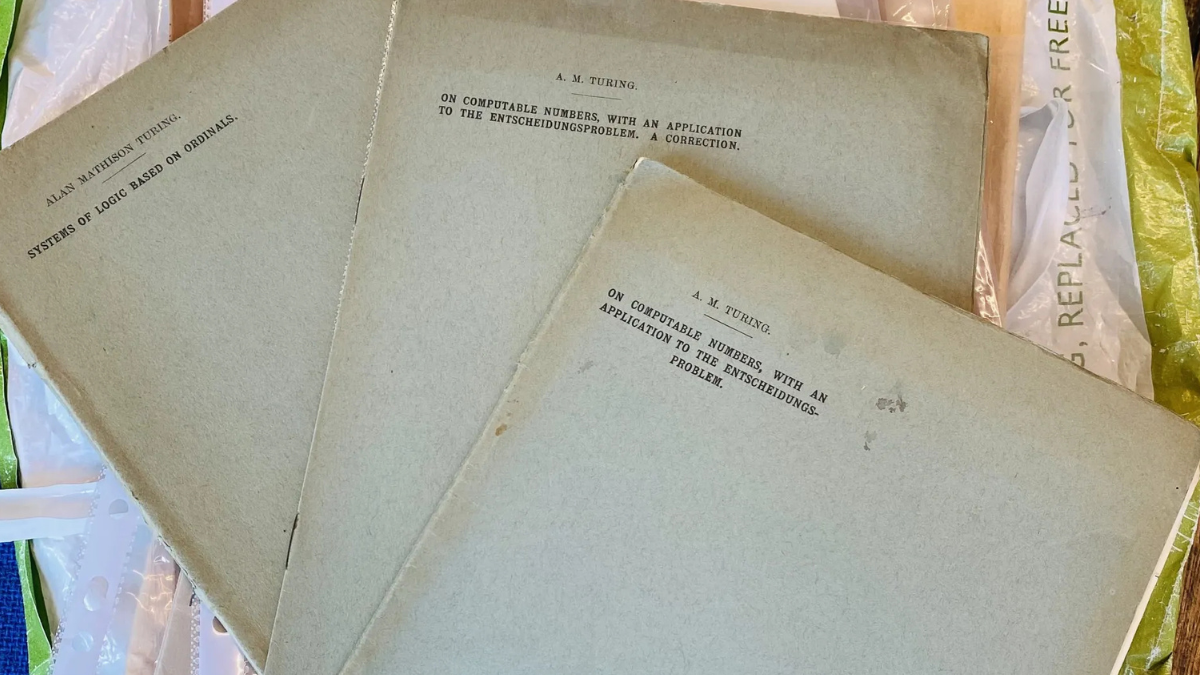 ALAN MATHISON TURING.
SYSTEMS OF LOGIC BASED ON ORDINALS.
A. M. TURING.
ON COMPUTABLE NUMBERS, WITH AN APPLICATION
TO THE ENTSCHEIDUNGSPROBLEM. A CORRECTION.
A. M. TURING.
ON COMPUTABLE NUMBERS, WITH AN
APPLICATION TO THE ENTSCHEIDUNGS-
PROBLEM.
, REPLACED FOR FREE